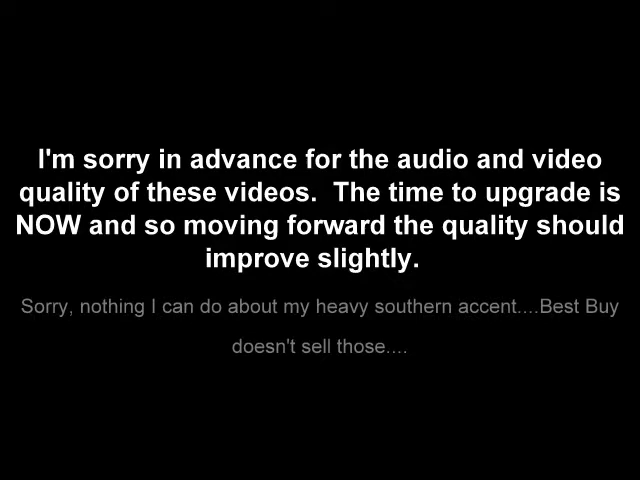 I'm sorry in advance for the audio and video
quality of these videos.  The time to upgrade is
NOW and so moving forward the quality should
improve slightly.
Sorry, nothing I can do about my heavy southern accent....Best Buy
doesn't sell those....